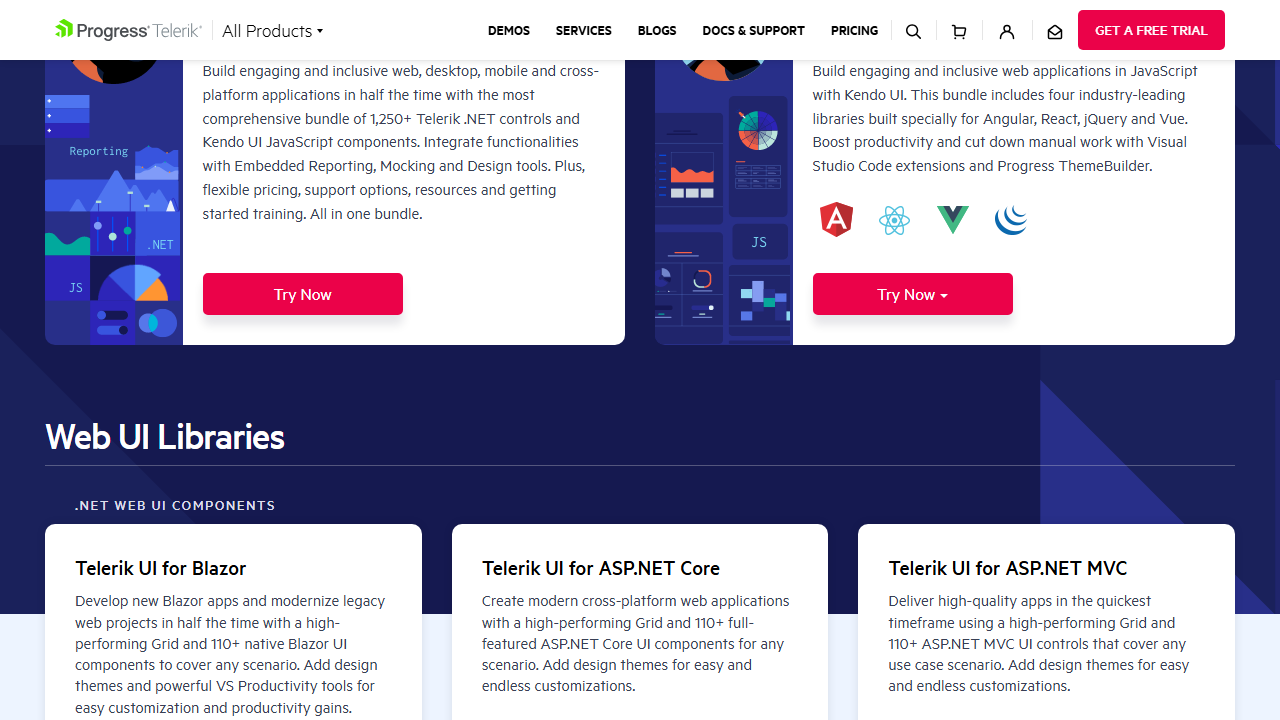 Progress Telerik
All Products
DEMOS
SERVICES
BLOGS
DOCS & SUPPORT
PRICING
GET A FREE TRIAL
Build engaging and inclusive web, desktop, mobile and cross-
platform applications in half the time with the most
comprehensive bundle of 1,250+ Telerik .NET controls and
Kendo UI JavaScript components. Integrate functionalities
with Embedded Reporting, Mocking and Design tools. Plus,
flexible pricing, support options, resources and getting
started training. All in one bundle.
Reporting
.NET
JS
Try Now
Build engaging and inclusive web applications in JavaScript
with Kendo UI. This bundle includes four industry-leading
libraries built specially for Angular, React, jQuery and Vue.
Boost productivity and cut down manual work with Visual
Studio Code extensions and Progress ThemeBuilder.
JS
Try Now
Web UI Libraries
.NET WEB UI COMPONENTS
Telerik UI for Blazor
Develop new Blazor apps and modernize legacy
web projects in half the time with a high-
performing Grid and 110+ native Blazor UI
components to cover any scenario. Add design
themes and powerful VS Productivity tools for
easy customization and productivity gains.
Telerik UI for ASP.NET Core
Create modern cross-platform web applications
with a high-performing Grid and 110+ full-
featured ASP.NET Core UI components for any
scenario. Add design themes for easy and
endless customizations.
Telerik UI for ASP.NET MVC
Deliver high-quality apps in the quickest
timeframe using a high-performing Grid and
110+ ASP.NET MVC UI controls that cover any
use case scenario. Add design themes for easy
and endless customizations.